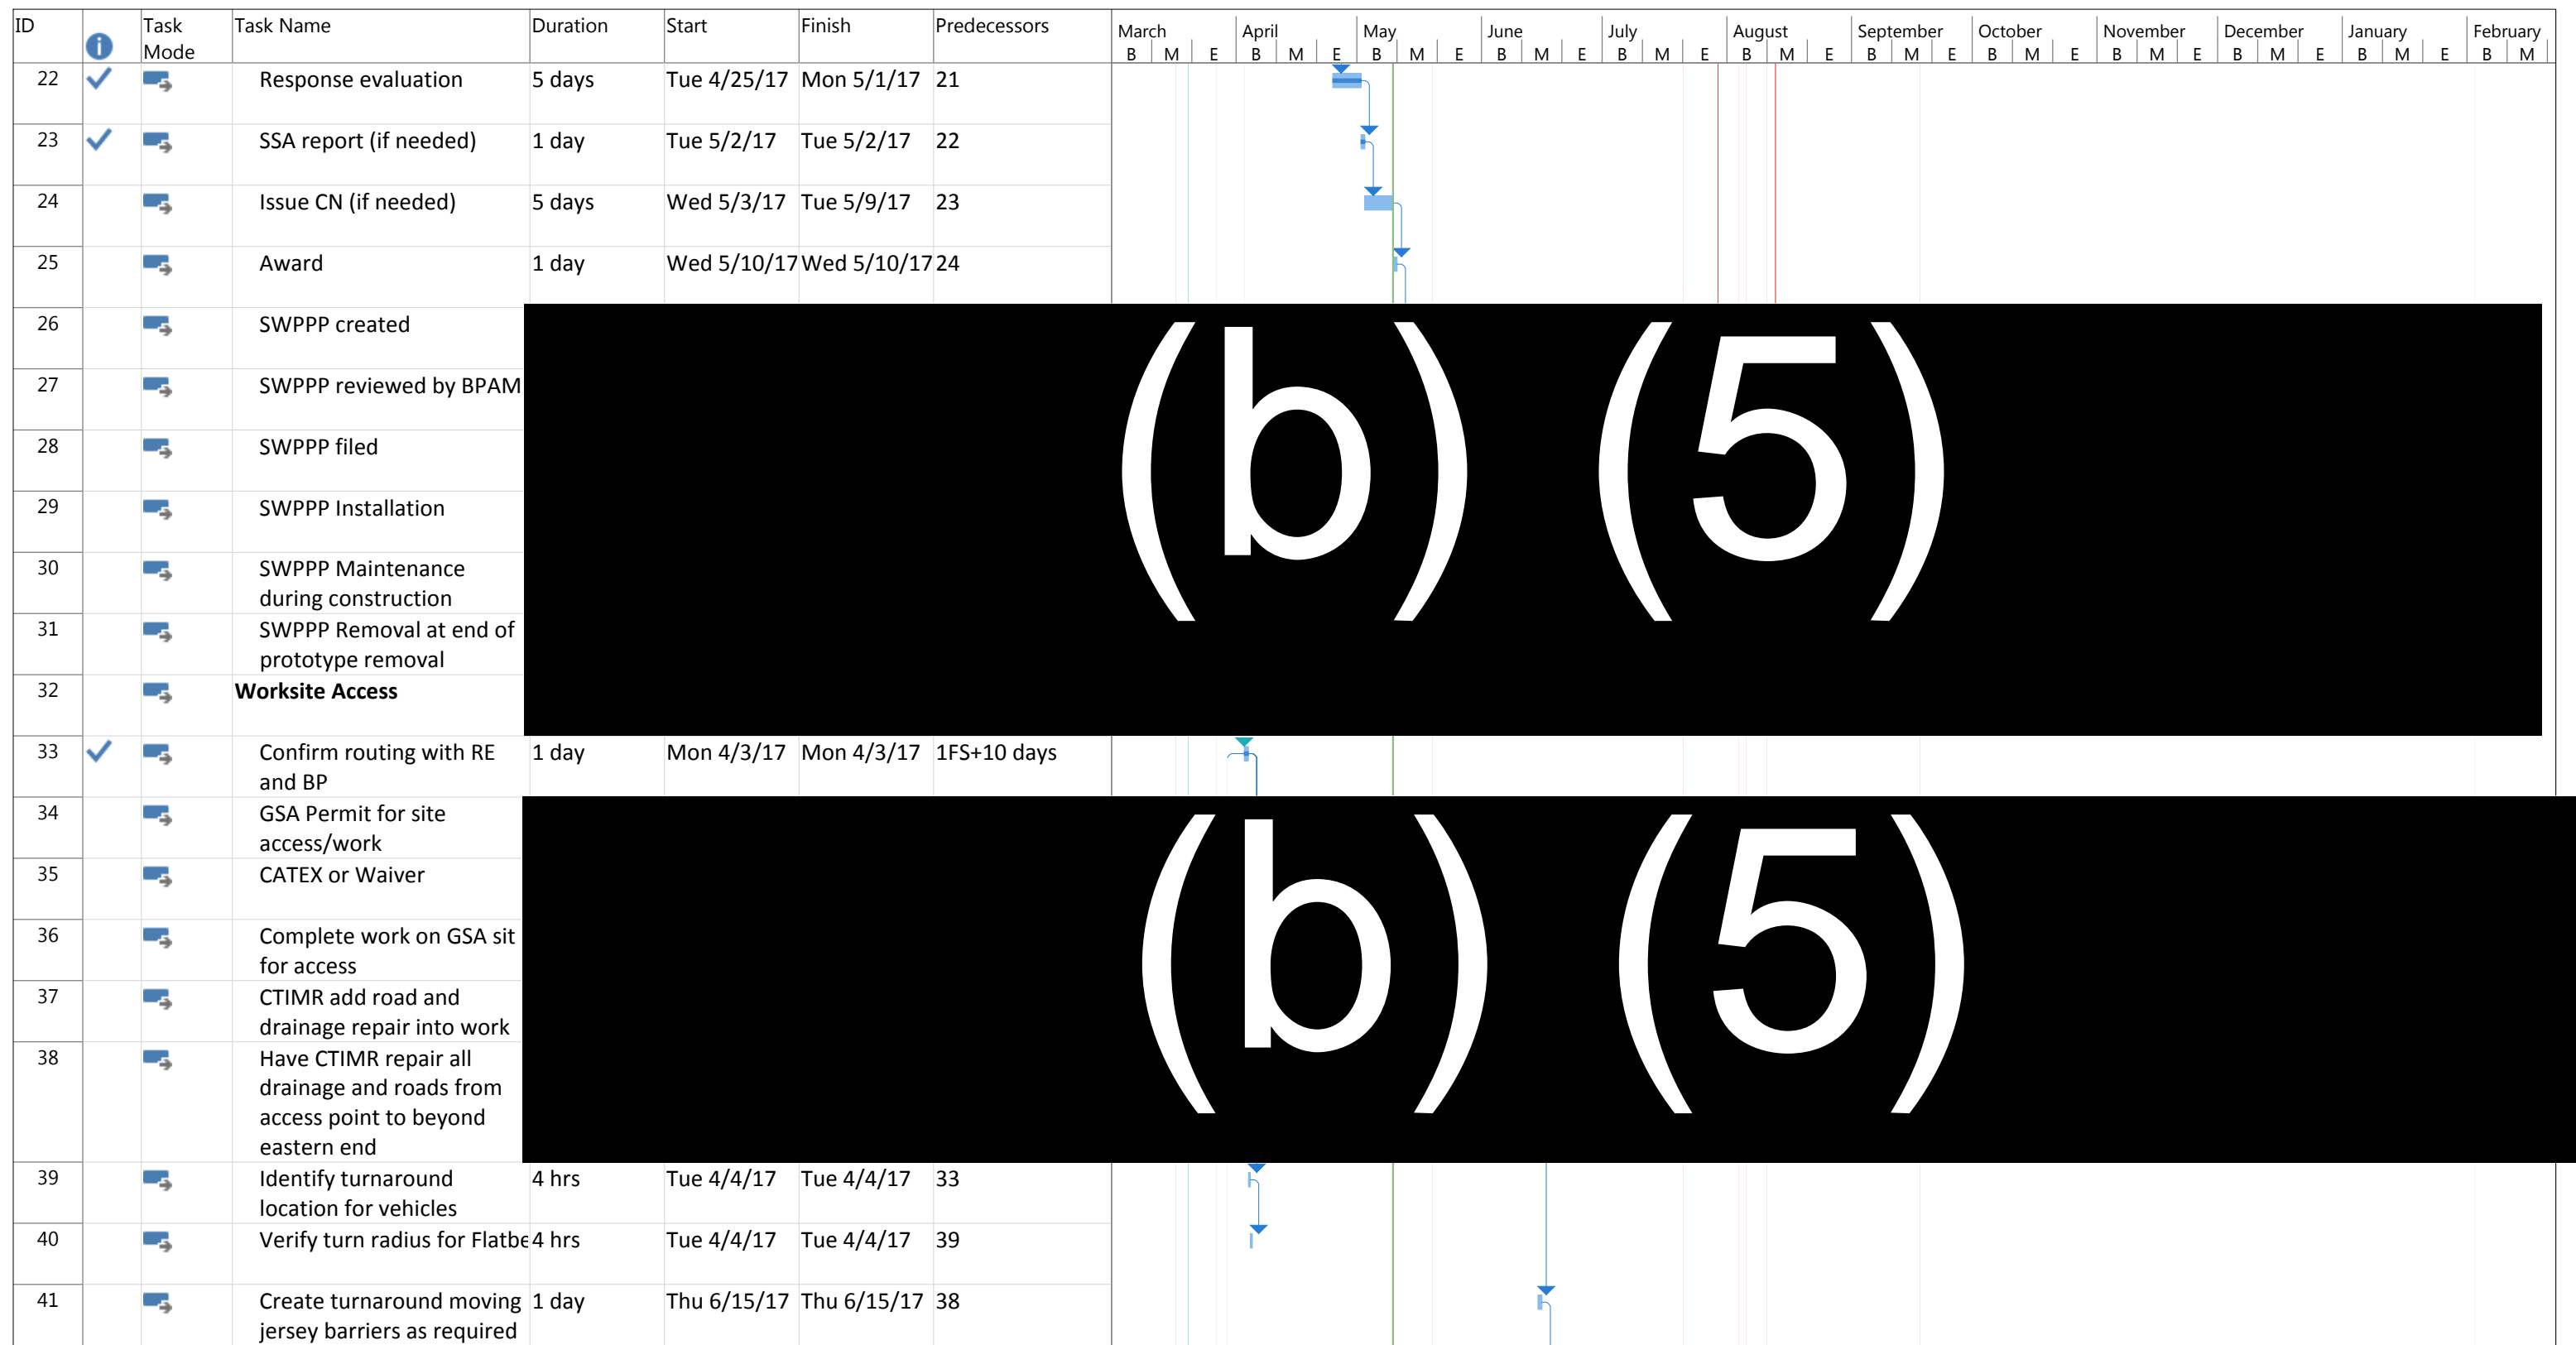 ID Task Mode Task Name Duration Start Finish Predecessors
March April May June July August September October November December January February
B M E B M E B M E B M E B M E B M E B M E B M E B M E B M E B M E B M
22 Response evaluation 5 days Tue 4/25/17 Mon 5/1/17 21
23 SSA report (if needed) 1 day Tue 5/2/17 Tue 5/2/17 22
24 Issue CN (if needed) 5 days Wed 5/3/17 Tue 5/9/17 23
25 Award 1 day Wed 5/10/17 Wed 5/10/17 24
26 SWPPP created
27 SWPPP reviewed by BPAM
28 SWPPP filed
29 SWPPP Installation
30 SWPPP Maintenance
during construction
31 SWPPP Removal at end of
prototype removal
32 Worksite Access
(b) (5)
33 Confirm routing with RE 1 day Mon 4/3/17 Mon 4/3/17 1FS+10 days
and BP
34 GSA Permit for site
access/work
35 CATEX or Waiver
36 Complete work on GSA sit
for access
37 CTIMR add road and
drainage repair into work
38 Have CTIMR repair all
drainage and roads from
access point to beyond
eastern end
(b) (5)
39 Identify turnaround 4 hrs Tue 4/4/17 Tue 4/4/17 33
location for vehicles
40 Verify turn radius for Flatbe 4 hrs Tue 4/4/17 Tue 4/4/17 39
41 Create turnaround moving 1 day Thu 6/15/17 Thu 6/15/17 38
jersey barriers as required